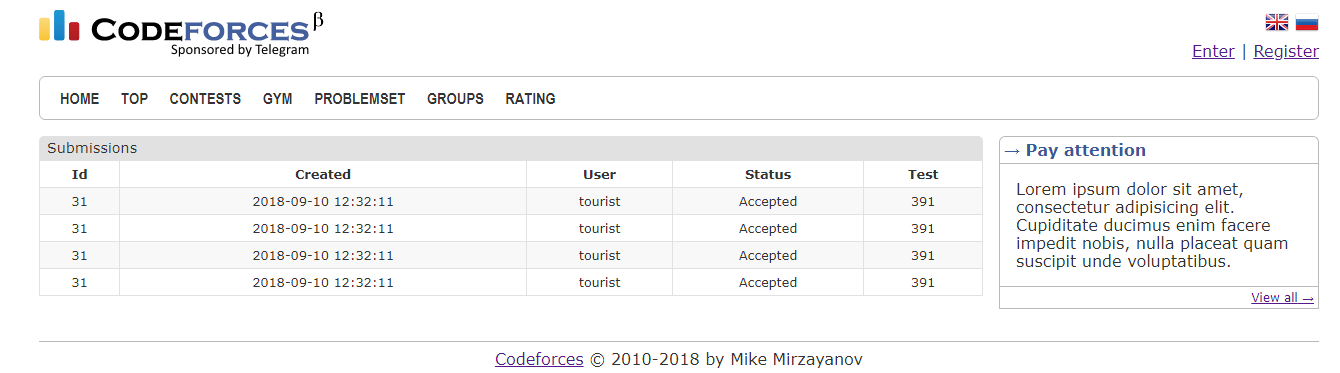 CODEFORCES β
Sponsored by Telegram
Enter | Register
HOME TOP CONTESTS GYM PROBLEMSET GROUPS RATING
Submissions
Id Created User Status Test
31 2018-09-10 12:32:11 tourist Accepted 391
31 2018-09-10 12:32:11 tourist Accepted 391
31 2018-09-10 12:32:11 tourist Accepted 391
31 2018-09-10 12:32:11 tourist Accepted 391
→ Pay attention
Lorem ipsum dolor sit amet,
consectetur adipisicing elit.
Cupiditate ducimus enim facere
impedit nobis, nulla placeat quam
suscipit unde voluptatibus.
View all →
Codeforces © 2010-2018 by Mike Mirzayanov